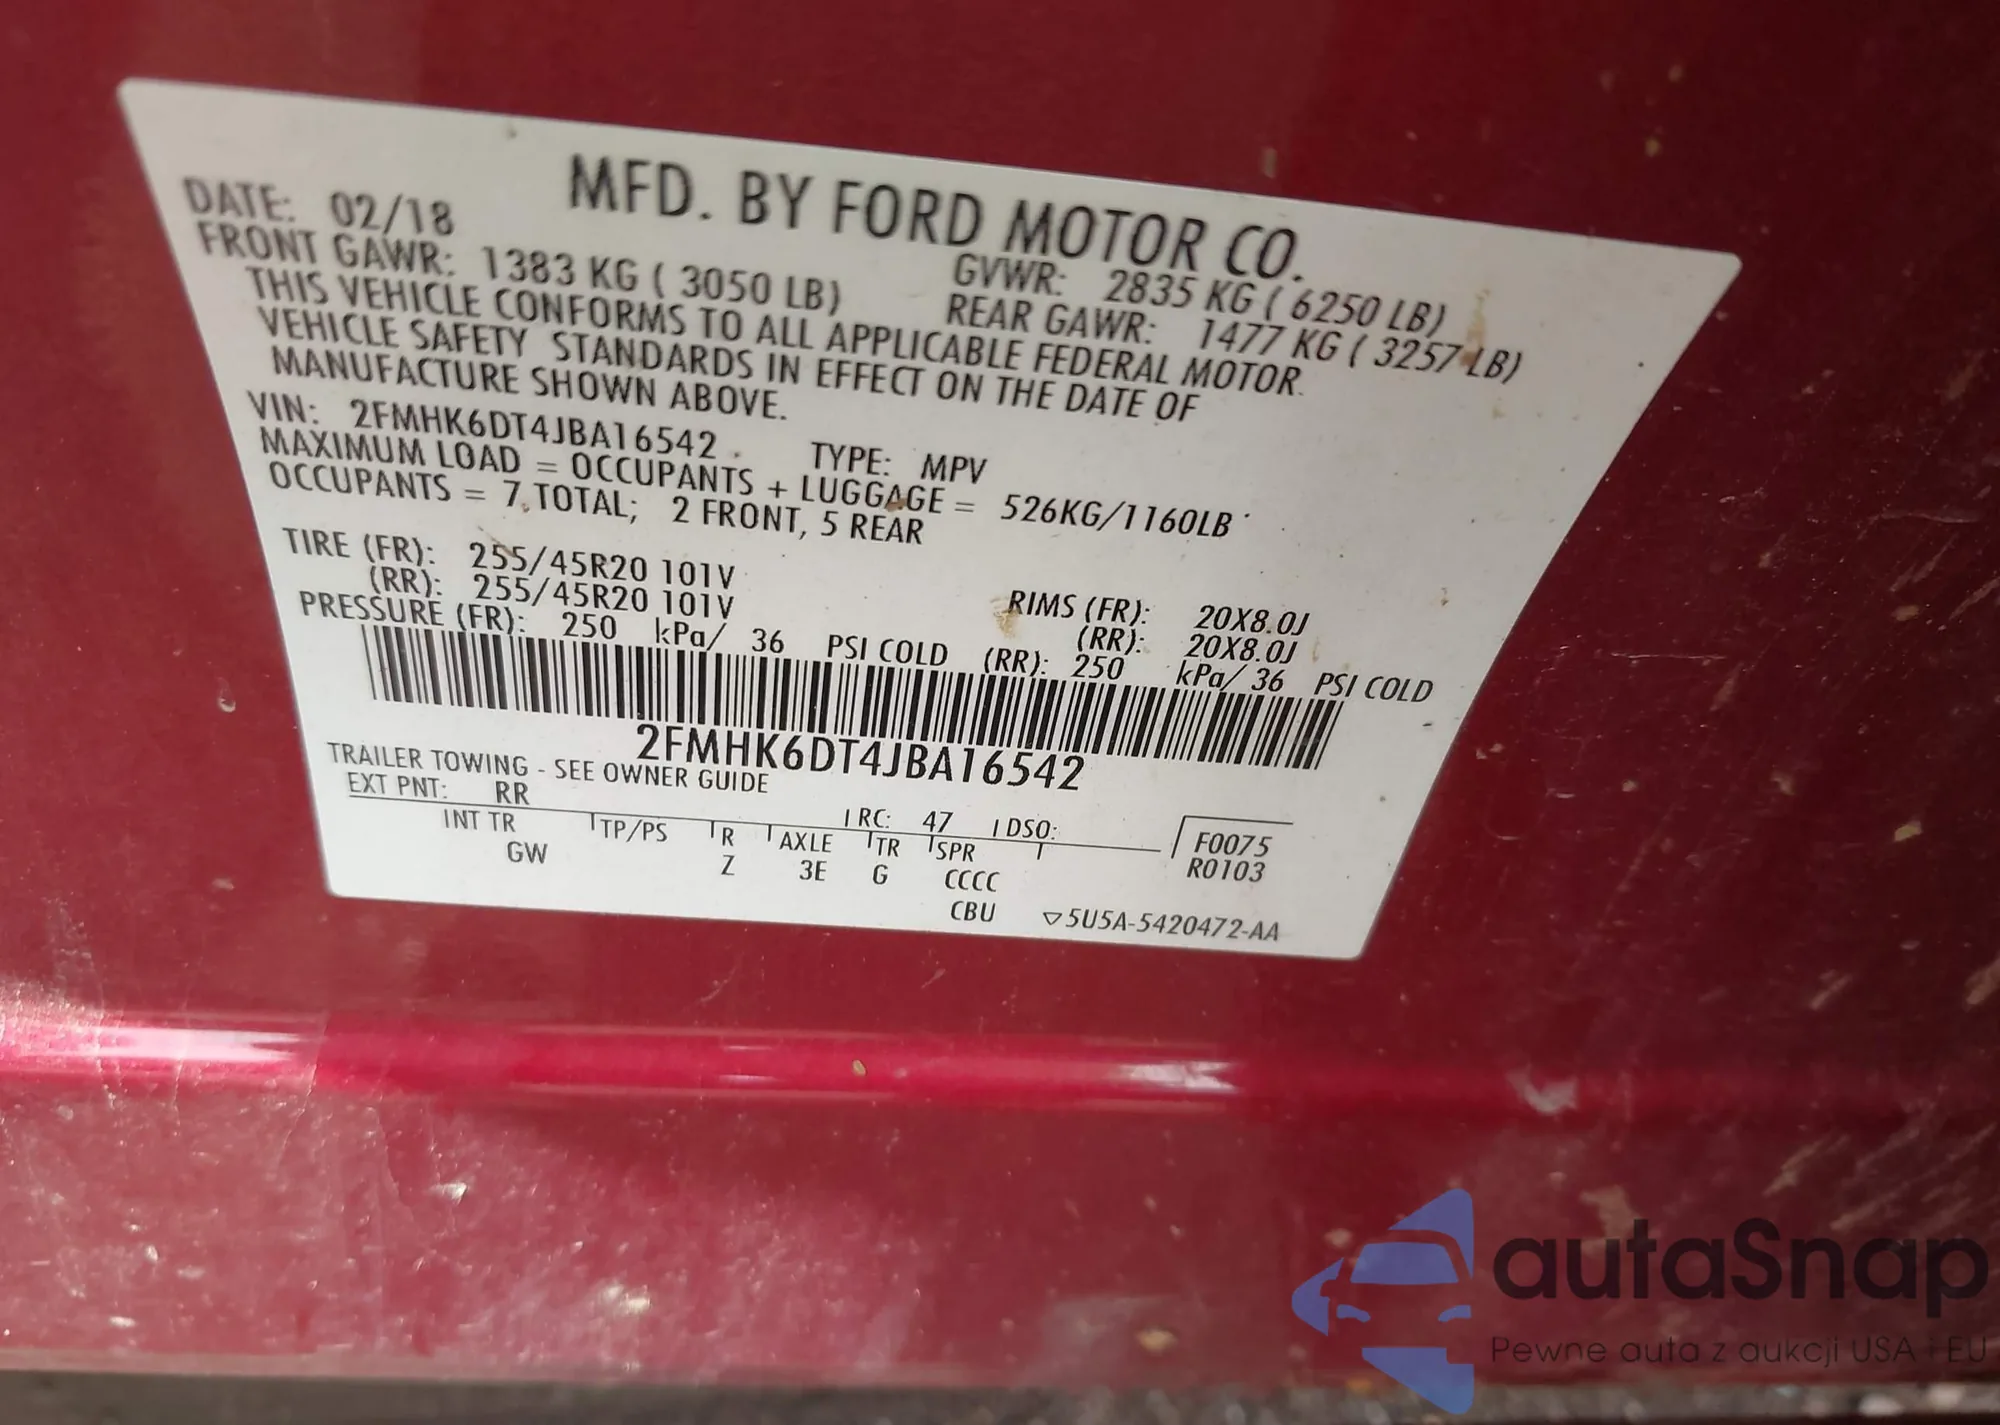 MFD. BY FORD MOTOR CO.
DATE: 02/18 GVWR: 2835 KG ( 6250 LB)
FRONT GAWR: 1383 KG ( 3050 LB) REAR GAWR: 1477 KG ( 3257 LB)
THIS VEHICLE CONFORMS TO ALL APPLICABLE FEDERAL MOTOR
VEHICLE SAFETY STANDARDS IN EFFECT ON THE DATE OF
MANUFACTURE SHOWN ABOVE.
VIN: 2FMHK6DT4JBA16542 TYPE: MPV
MAXIMUM LOAD = OCCUPANTS + LUGGAGE = 526KG/1160LB
OCCUPANTS = 7 TOTAL; 2 FRONT, 5 REAR
TIRE (FR): 255/45R20 101V RIMS (FR): 20X8.0J
(RR): 255/45R20 101V (RR): 20X8.0J
PRESSURE (FR): 250 kPa/ 36 PSI COLD (RR): 250 kPa/ 36 PSI COLD
2FMHK6DT4JBA16542
TRAILER TOWING - SEE OWNER GUIDE
EXT PNT: RR RC: 47 DSO:
INT TR TP/PS R AXLE TR SPR F0075
GW Z 3E G CCCC R0103
CBU ▽5U5A-5420472-AA
autaSnap
Pewne auta z aukcji USA i EU